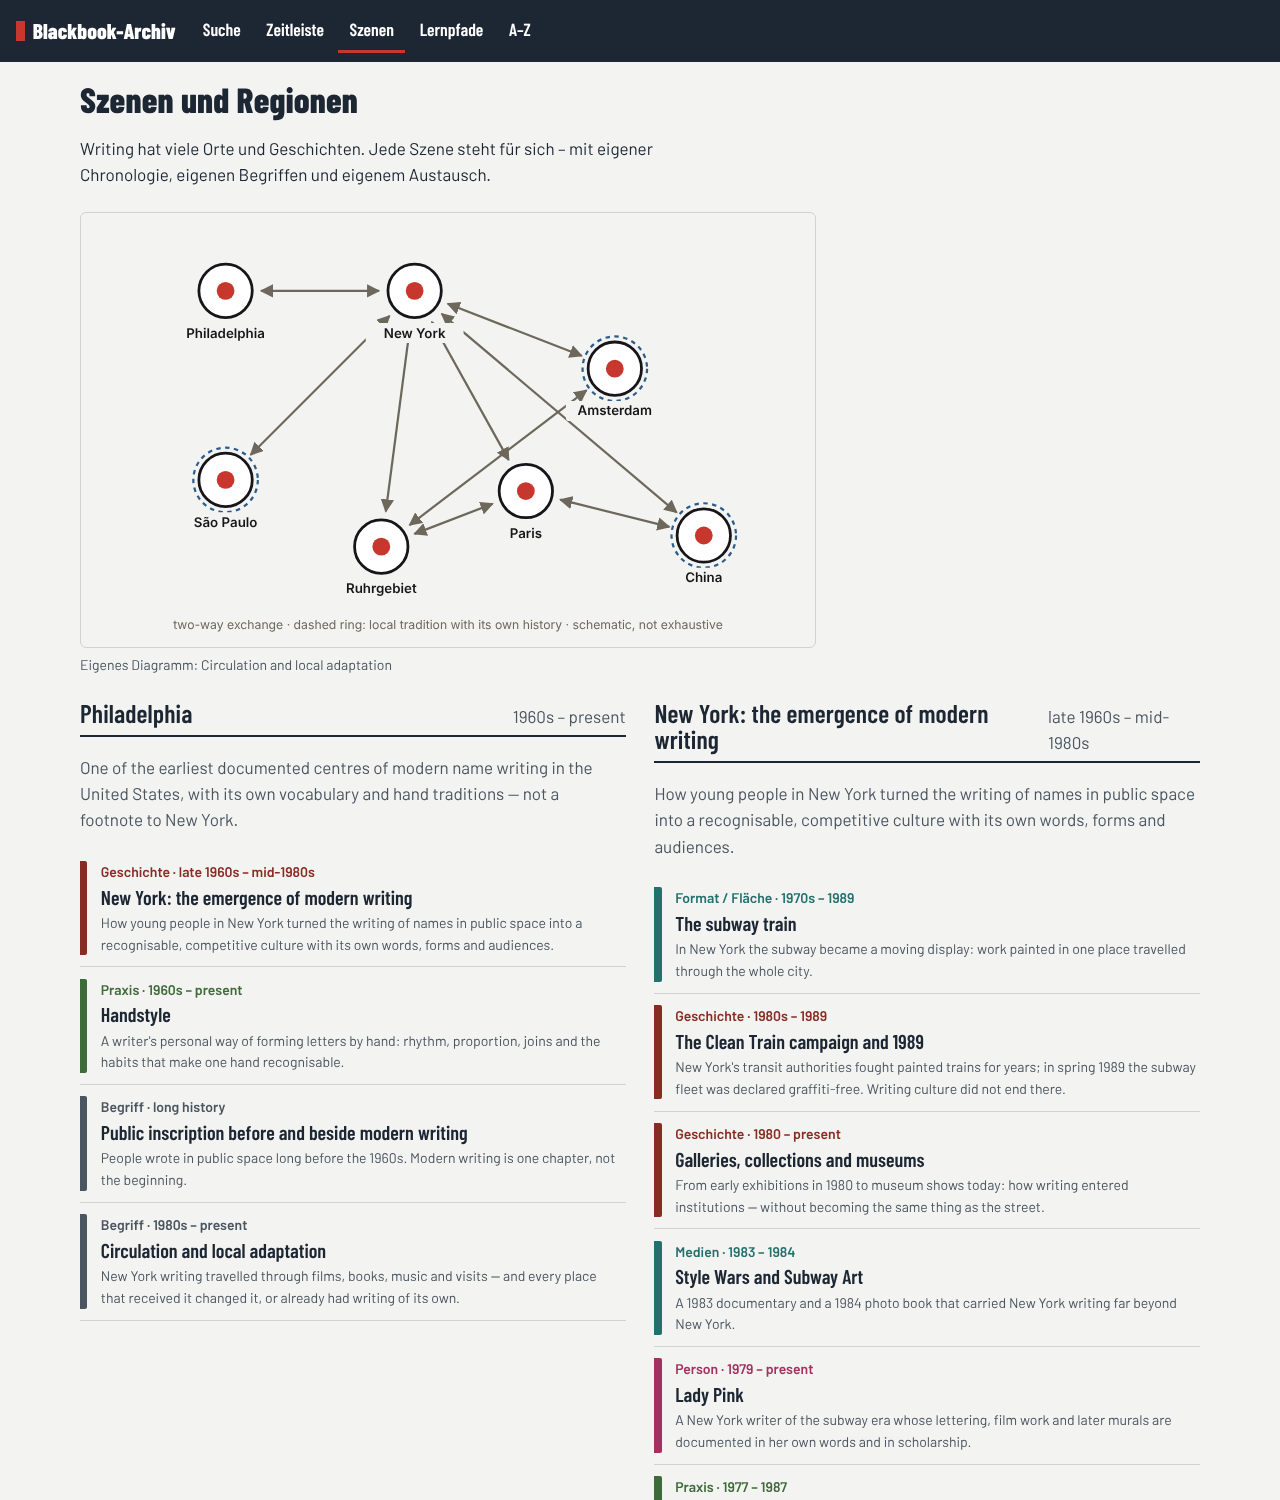 Blackbook-Archiv
Suche
Zeitleiste
Szenen
Lernpfade
A–Z
Szenen und Regionen
Writing hat viele Orte und Geschichten. Jede Szene steht für sich – mit eigener
Chronologie, eigenen Begriffen und eigenem Austausch.
Philadelphia
New York
Amsterdam
São Paulo
Paris
Ruhrgebiet
China
two-way exchange · dashed ring: local tradition with its own history · schematic, not exhaustive
Eigenes Diagramm: Circulation and local adaptation
Philadelphia
1960s – present
One of the earliest documented centres of modern name writing in the
United States, with its own vocabulary and hand traditions — not a
footnote to New York.
Geschichte · late 1960s – mid-1980s
New York: the emergence of modern writing
How young people in New York turned the writing of names in public space into a
recognisable, competitive culture with its own words, forms and audiences.
Praxis · 1960s – present
Handstyle
A writer's personal way of forming letters by hand: rhythm, proportion, joins and the
habits that make one hand recognisable.
Begriff · long history
Public inscription before and beside modern writing
People wrote in public space long before the 1960s. Modern writing is one chapter, not
the beginning.
Begriff · 1980s – present
Circulation and local adaptation
New York writing travelled through films, books, music and visits — and every place
that received it changed it, or already had writing of its own.
New York: the emergence of modern
writing
late 1960s – mid-
1980s
How young people in New York turned the writing of names in public space
into a recognisable, competitive culture with its own words, forms and
audiences.
Format / Fläche · 1970s – 1989
The subway train
In New York the subway became a moving display: work painted in one place travelled
through the whole city.
Geschichte · 1980s – 1989
The Clean Train campaign and 1989
New York's transit authorities fought painted trains for years; in spring 1989 the subway
fleet was declared graffiti-free. Writing culture did not end there.
Geschichte · 1980 – present
Galleries, collections and museums
From early exhibitions in 1980 to museum shows today: how writing entered
institutions — without becoming the same thing as the street.
Medien · 1983 – 1984
Style Wars and Subway Art
A 1983 documentary and a 1984 photo book that carried New York writing far beyond
New York.
Person · 1979 – present
Lady Pink
A New York writer of the subway era whose lettering, film work and later murals are
documented in her own words and in scholarship.
Praxis · 1977 – 1987